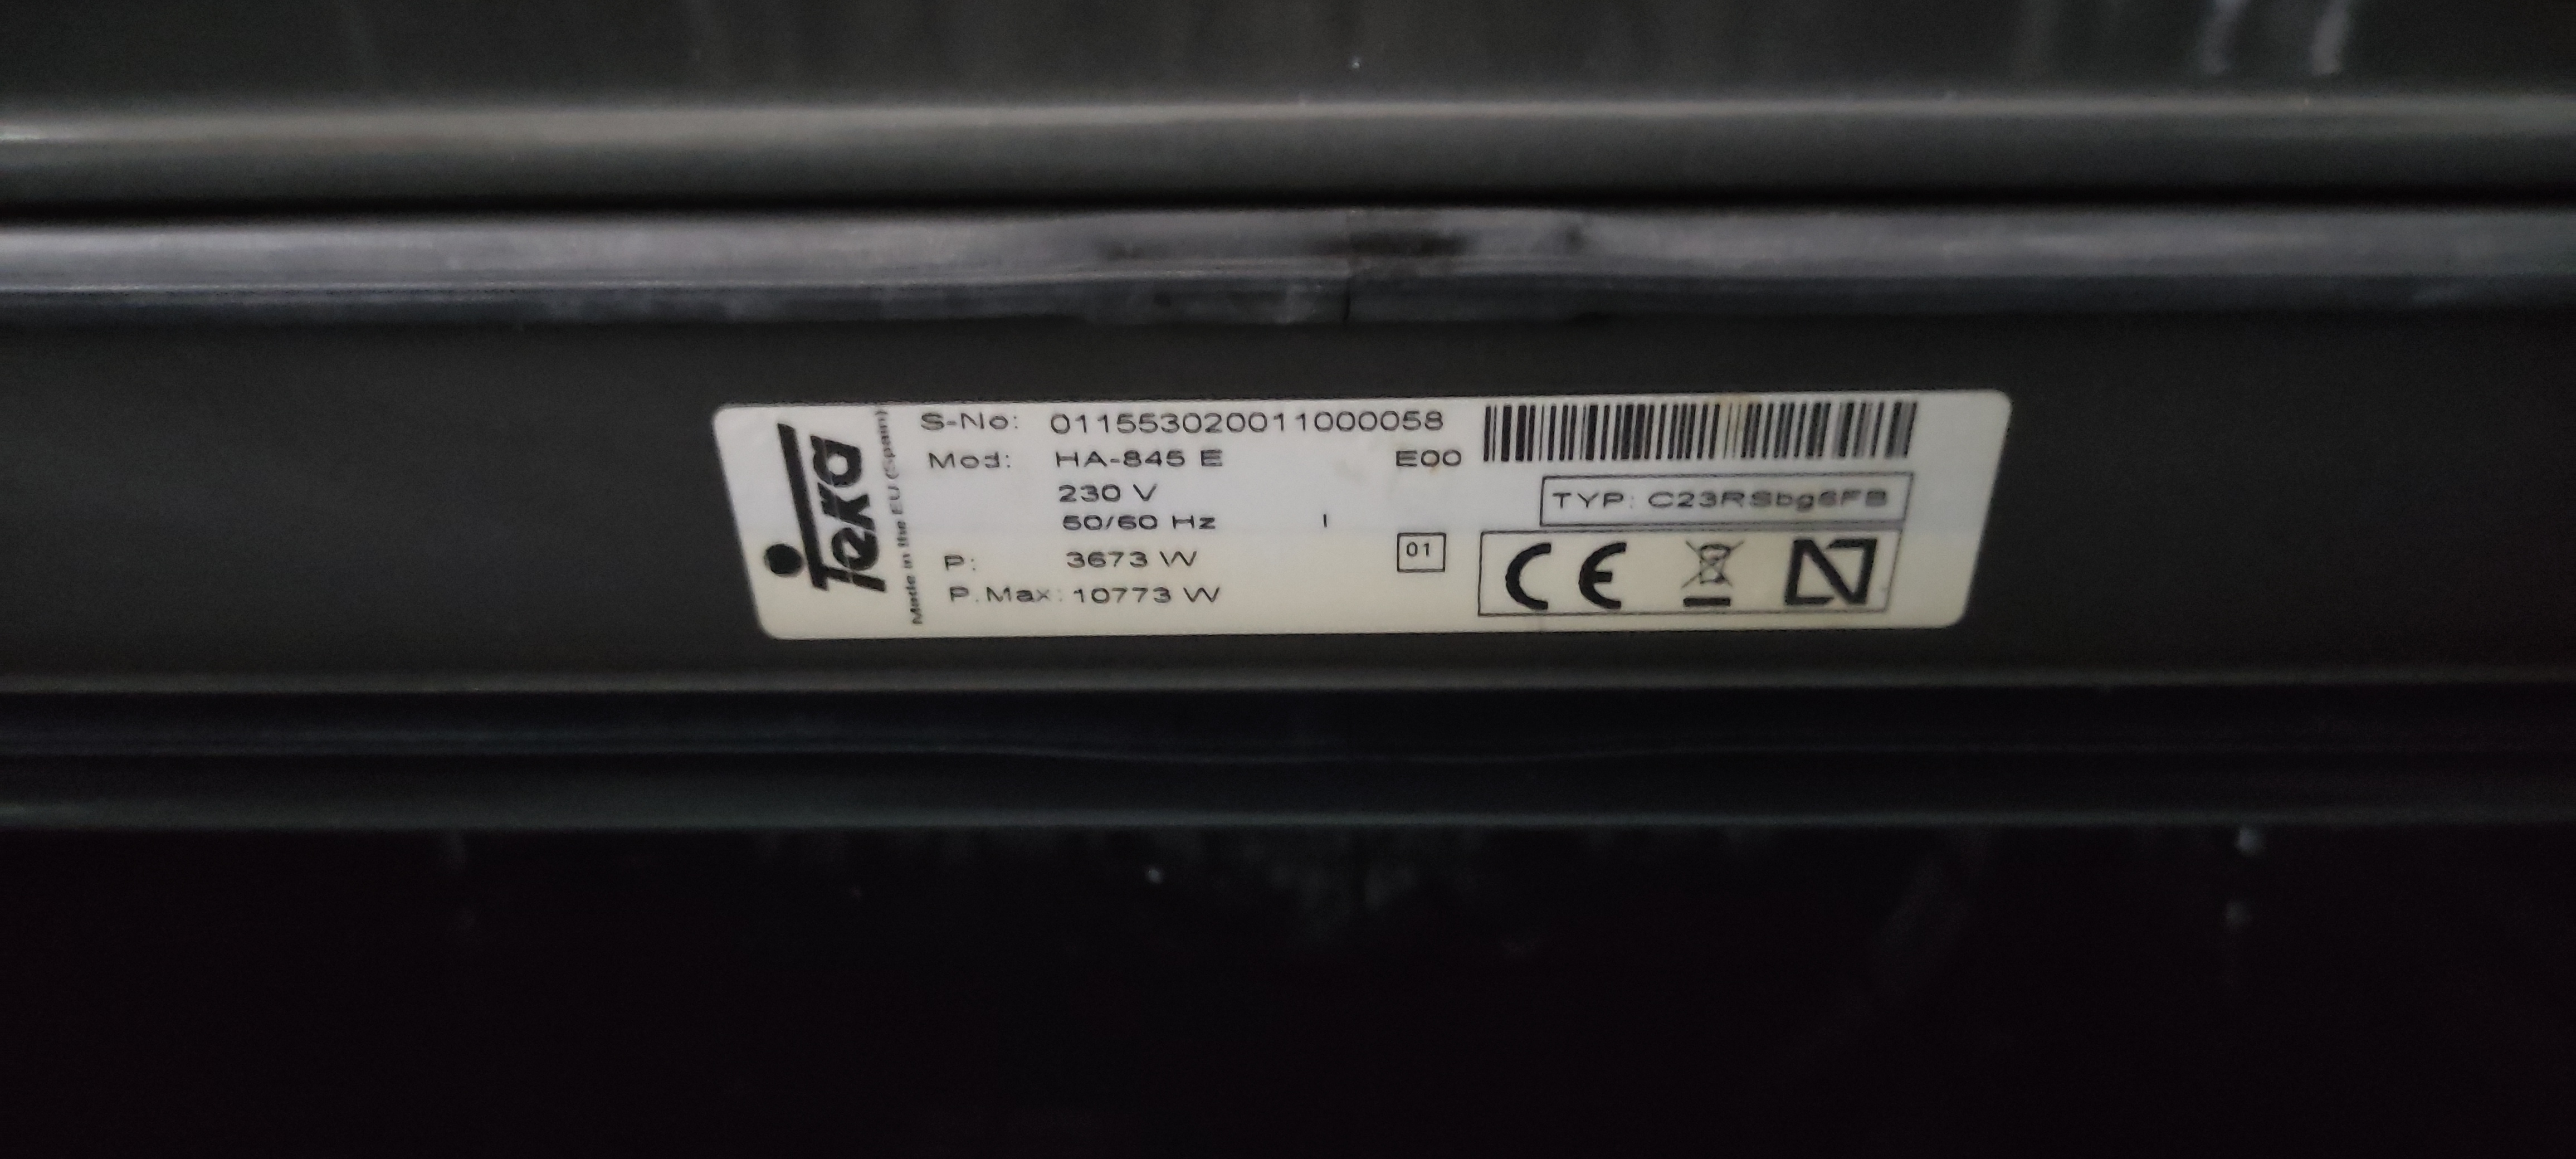 Teka
Made in the EU (Spain)
S-No: 011553020011000058
Mod: HA-845 E E00
230 V
50/60 Hz I
P: 3673 W
01
P.Max: 10773 W
TYP: C23RSbg6FB
CE